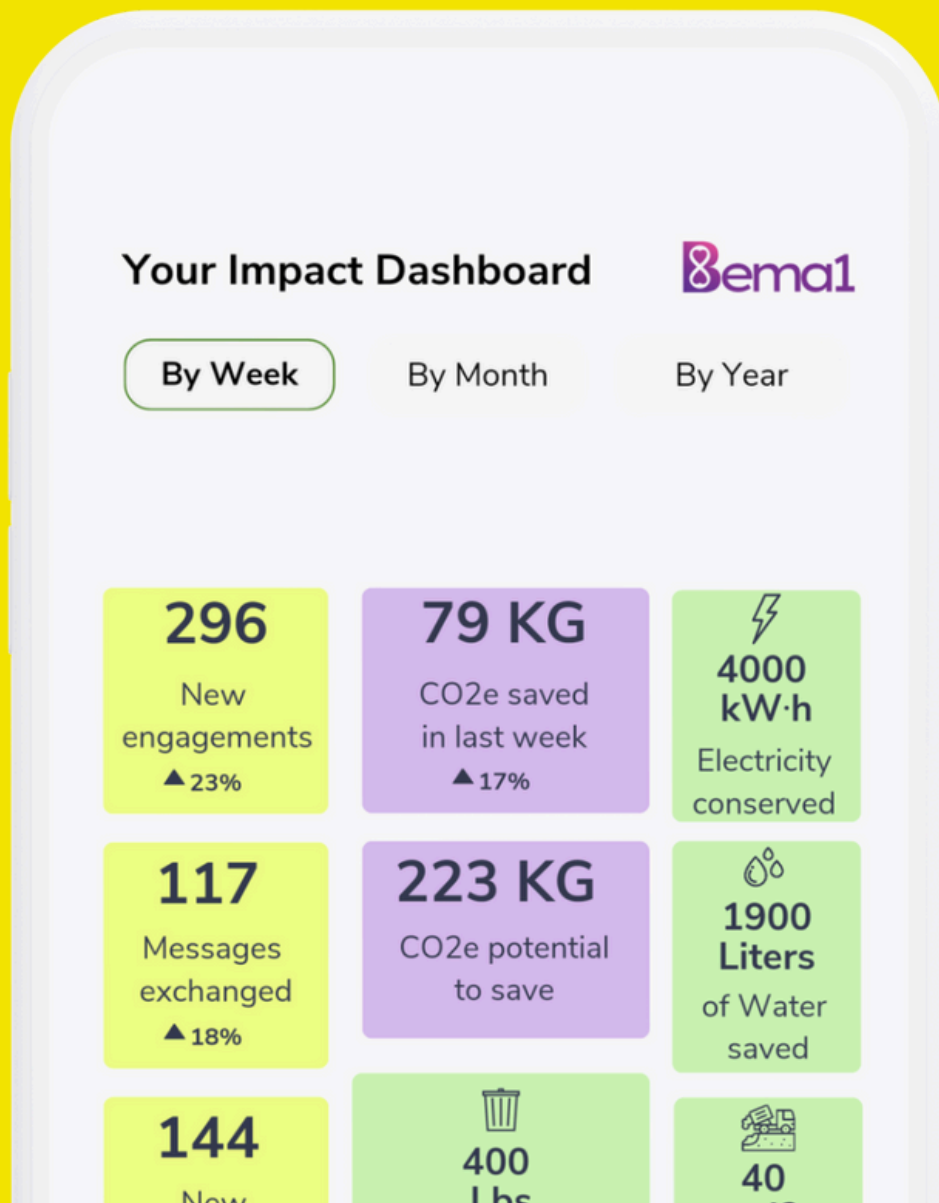 Your Impact Dashboard
Bema1
By Week
By Month
By Year
296
New
engagements
▲ 23%
79 KG
CO2e saved
in last week
▲ 17%
4000
kW·h
Electricity
conserved
117
Messages
exchanged
▲ 18%
223 KG
CO2e potential
to save
1900
Liters
of Water
saved
144
New
400
Lbs
40